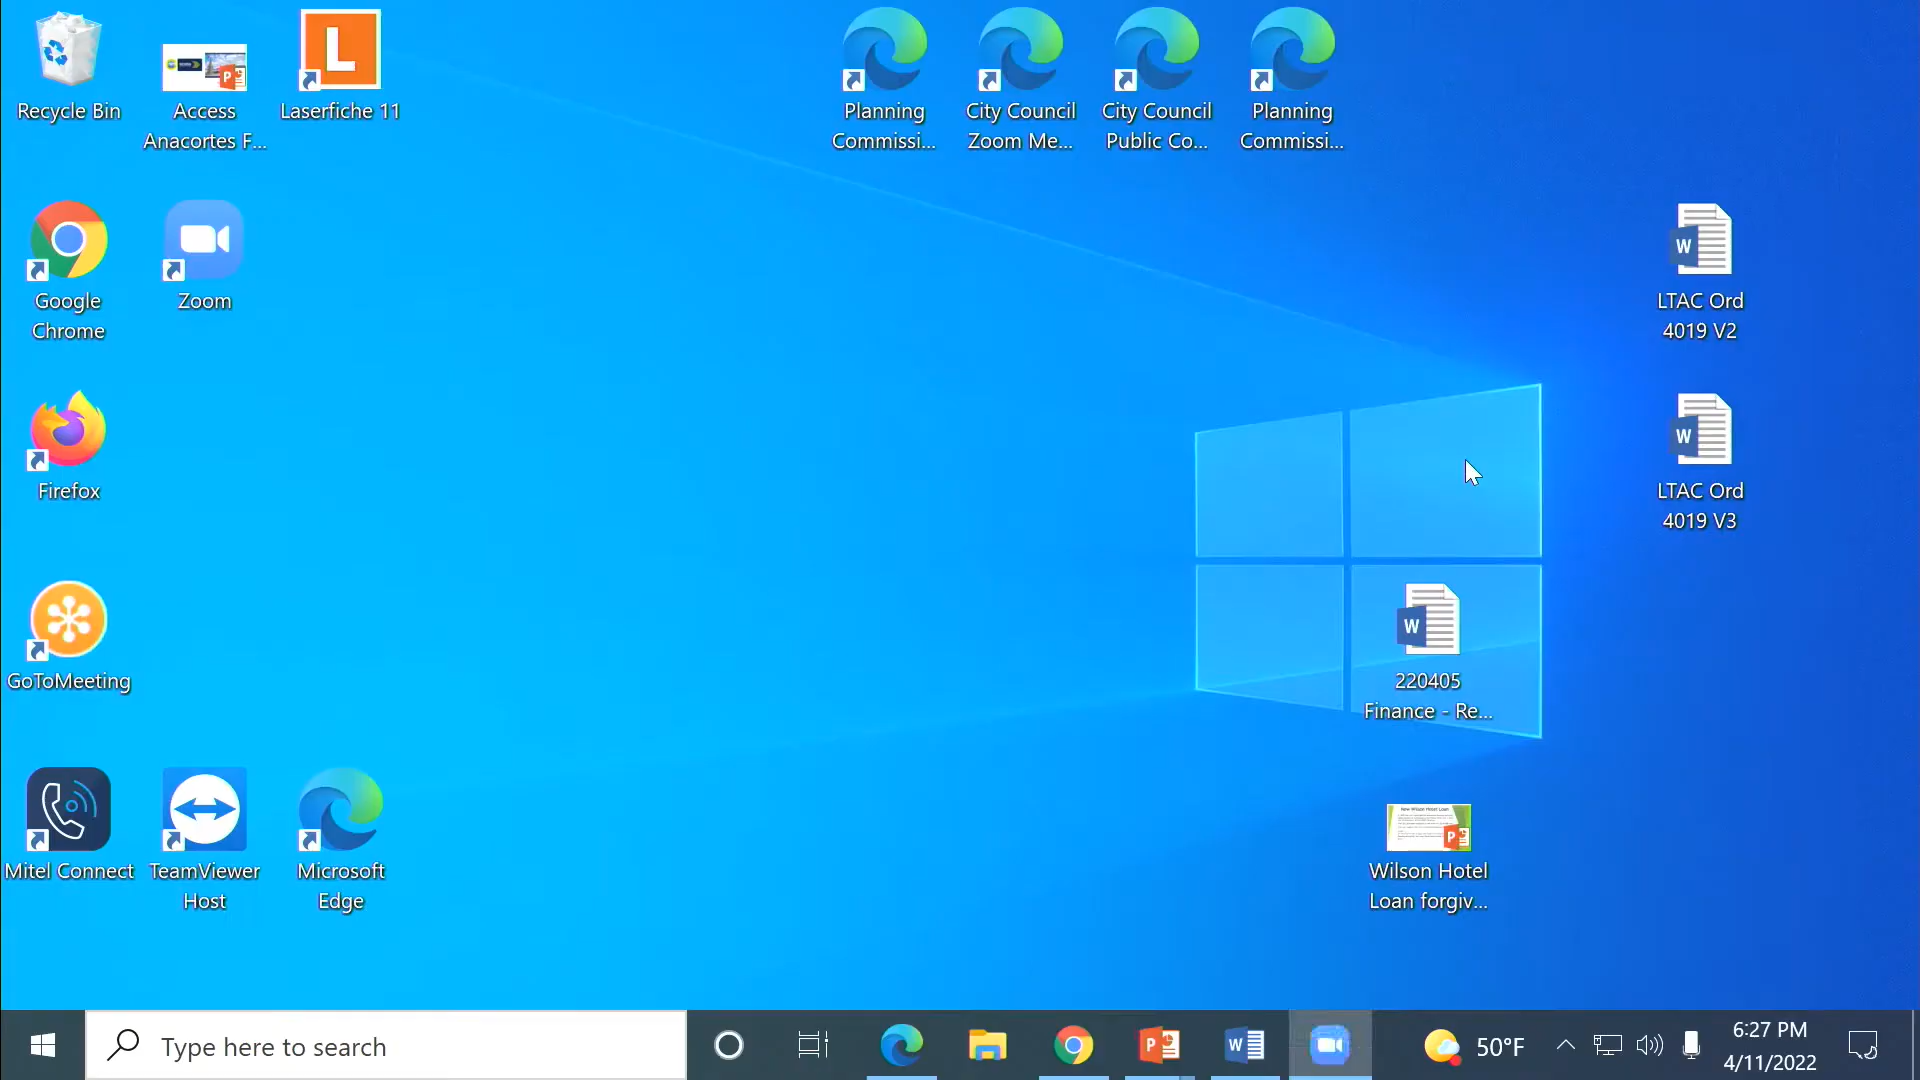 Recycle Bin
Access
Anacortes F...
Laserfiche 11
Planning
Commissi...
City Council
Zoom Me...
City Council
Public Co...
Planning
Commissi...
Google
Chrome
Zoom
LTAC Ord
4019 V2
Firefox
LTAC Ord
4019 V3
GoToMeeting
220405
Finance - Re...
Mitel Connect
TeamViewer
Host
Microsoft
Edge
Wilson Hotel
Loan forgiv...
Type here to search
50°F
6:27 PM
4/11/2022